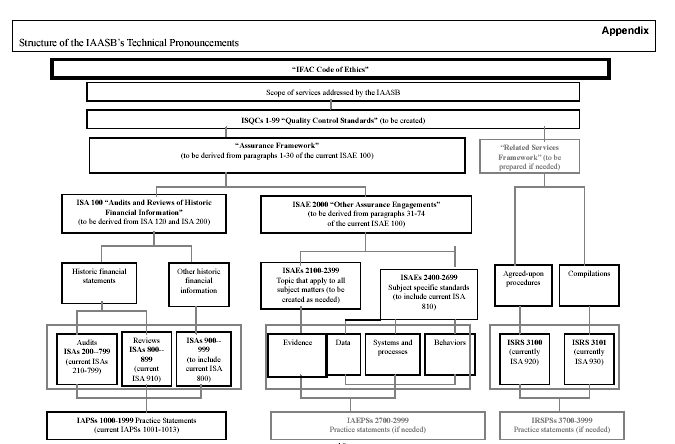 Appendix
Structure of the IAASB's Technical Pronouncements
"IFAC Code of Ethics"
Scope of services addressed by the IAASB
ISQCs 1-99 "Quality Control Standards" (to be created)
"Assurance Framework"
(to be derived from paragraphs 1-30 of the current ISAE 100)
"Related Services
Framework" (to be
prepared if needed)
ISA 100 "Audits and Reviews of Historic
Financial Information"
(to be derived from ISA 120 and ISA 200)
ISAE 2000 "Other Assurance Engagements"
(to be derived from paragraphs 31-74
of the current ISAE 100)
Historic financial
statements
Other historic
financial
information
ISAEs 2100-2399
Topic that apply to all
subject matters (to be
created as needed)
ISAEs 2400-2699
Subject specific standards
(to include current ISA
810)
Agreed-upon
procedures
Compilations
Audits
ISAs 200--799
(current ISAs
210-799)
Reviews
ISAs 800--
899
(current
ISA 910)
ISAs 900--
999
(to include
current ISA
800)
Evidence
Data
Systems and
processes
Behaviors
ISRS 3100
(currently
ISA 920)
ISRS 3101
(currently
ISA 930)
IAPSs 1000-1999 Practice Statements
(current IAPSs 1001-1013)
IAEPSs 2700-2999
Practice statements (if needed)
IRSPSs 3700-3999
Practice statements (if needed)